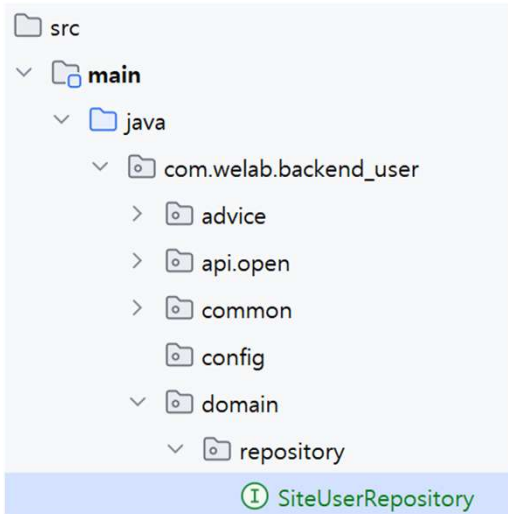 src
main
java
com.welab.backend_user
advice
api.open
common
config
domain
repository
SiteUserRepository